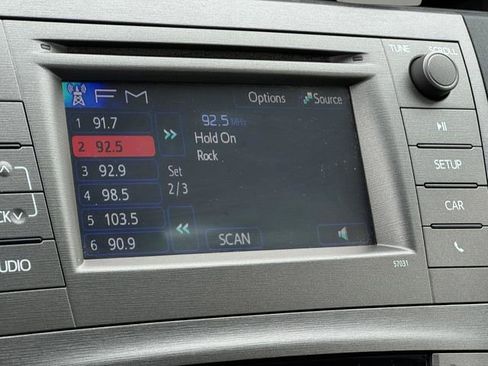 TUNE SCROLL
FM Options Source
1 91.7
2 92.5
3 92.9
4 98.5
5 103.5
6 90.9
>>
Set
2/3
<<
92.5 MHz
Hold On
Rock
SCAN
SETUP
CAR
UDIO
57031